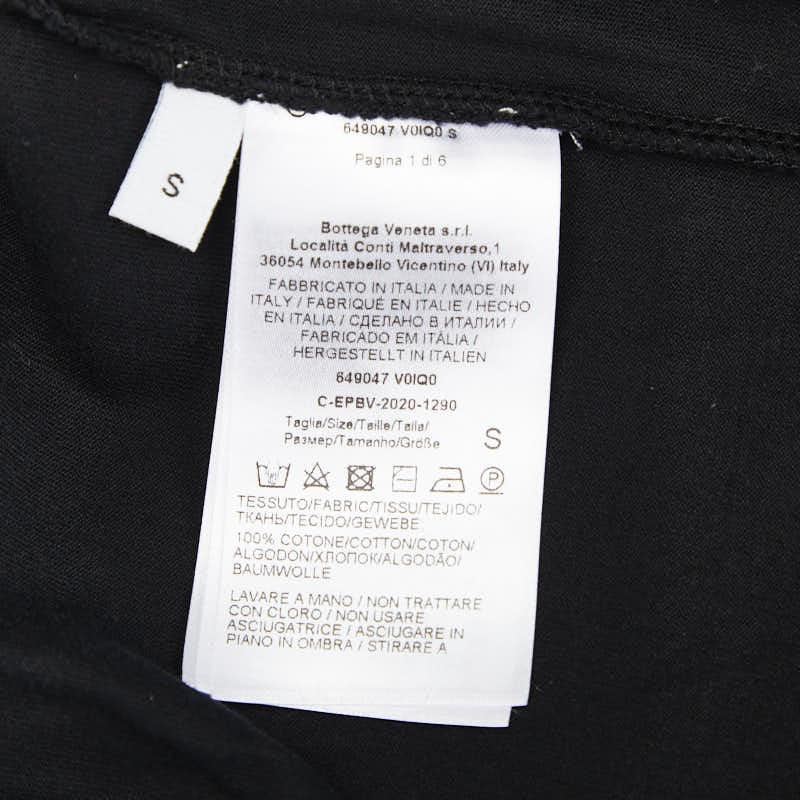 S
649047 V0IQ0 S
Pagina 1 di 6
Bottega Veneta s.r.l.
Località Conti Maltraverso,1
36054 Montebello Vicentino (VI) Italy
FABBRICATO IN ITALIA / MADE IN
ITALY / FABRIQUÉ EN ITALIE / HECHO
EN ITALIA / СДЕЛАНО В ИТАЛИИ /
FABRICADO EM ITÀLIA /
HERGESTELLT IN ITALIEN
649047 V0IQ0
C-EPBV-2020-1290
Taglia/Size/Taille/Talla/
Размер/Tamanho/Größe S
P
TESSUTO/FABRIC/TISSU/TEJIDO/
ТКАНЬ/TECIDO/GEWEBE
100% COTONE/COTTON/COTON/
ALGODON/ХЛОПОК/ALGODÃO/
BAUMWOLLE
LAVARE A MANO / NON TRATTARE
CON CLORO / NON USARE
ASCIUGATRICE / ASCIUGARE IN
PIANO IN OMBRA / STIRARE A